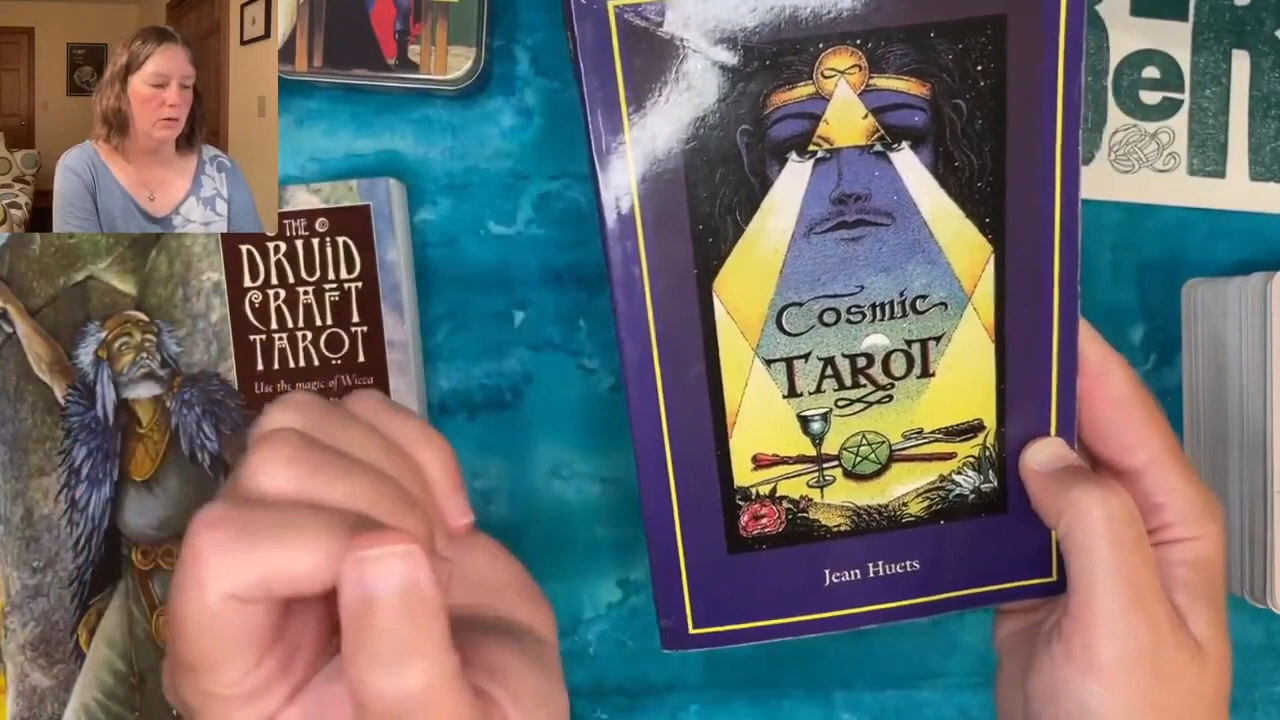 THE
DRUID
CRAFT
TAROT
Use the magic of Wicca
Cosmic
TAROT
Jean Huets